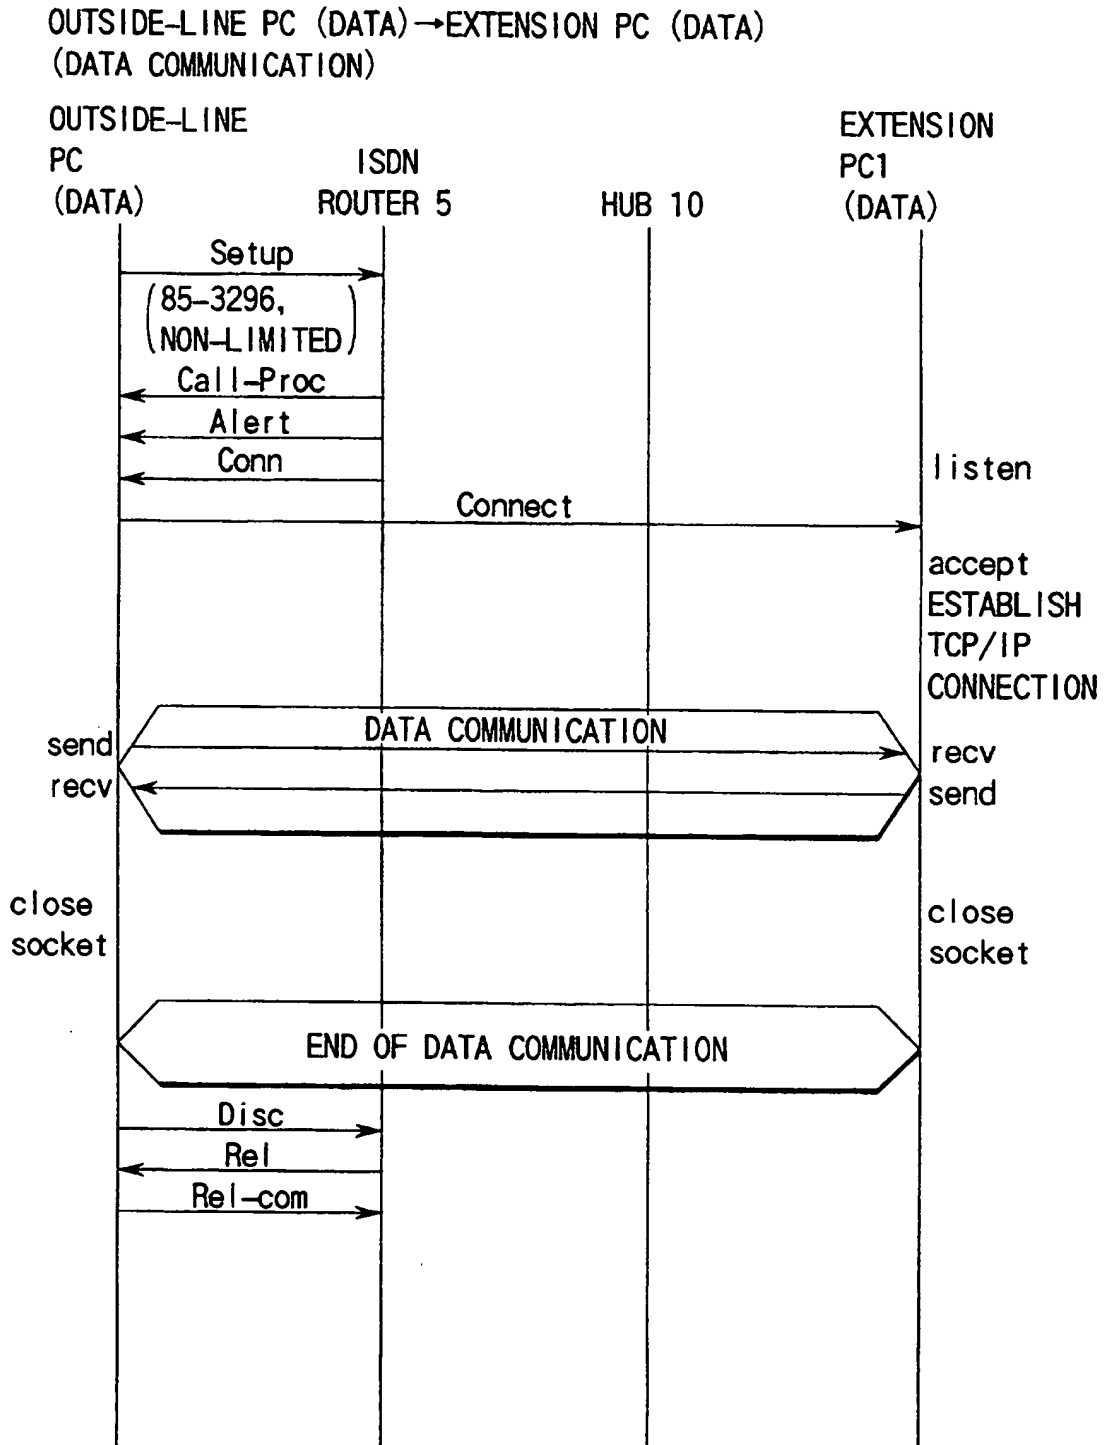 OUTSIDE-LINE PC (DATA)→EXTENSION PC (DATA)
(DATA COMMUNICATION)
OUTSIDE-LINE
PC
(DATA)
ISDN
ROUTER 5
HUB 10
EXTENSION
PC1
(DATA)
Setup
(85-3296,
NON-LIMITED)
Call-Proc
Alert
Conn
listen
Connect
accept
ESTABLISH
TCP/IP
CONNECTION
DATA COMMUNICATION
send
recv
recv
send
close
socket
close
socket
END OF DATA COMMUNICATION
Disc
Rel
Rel-com